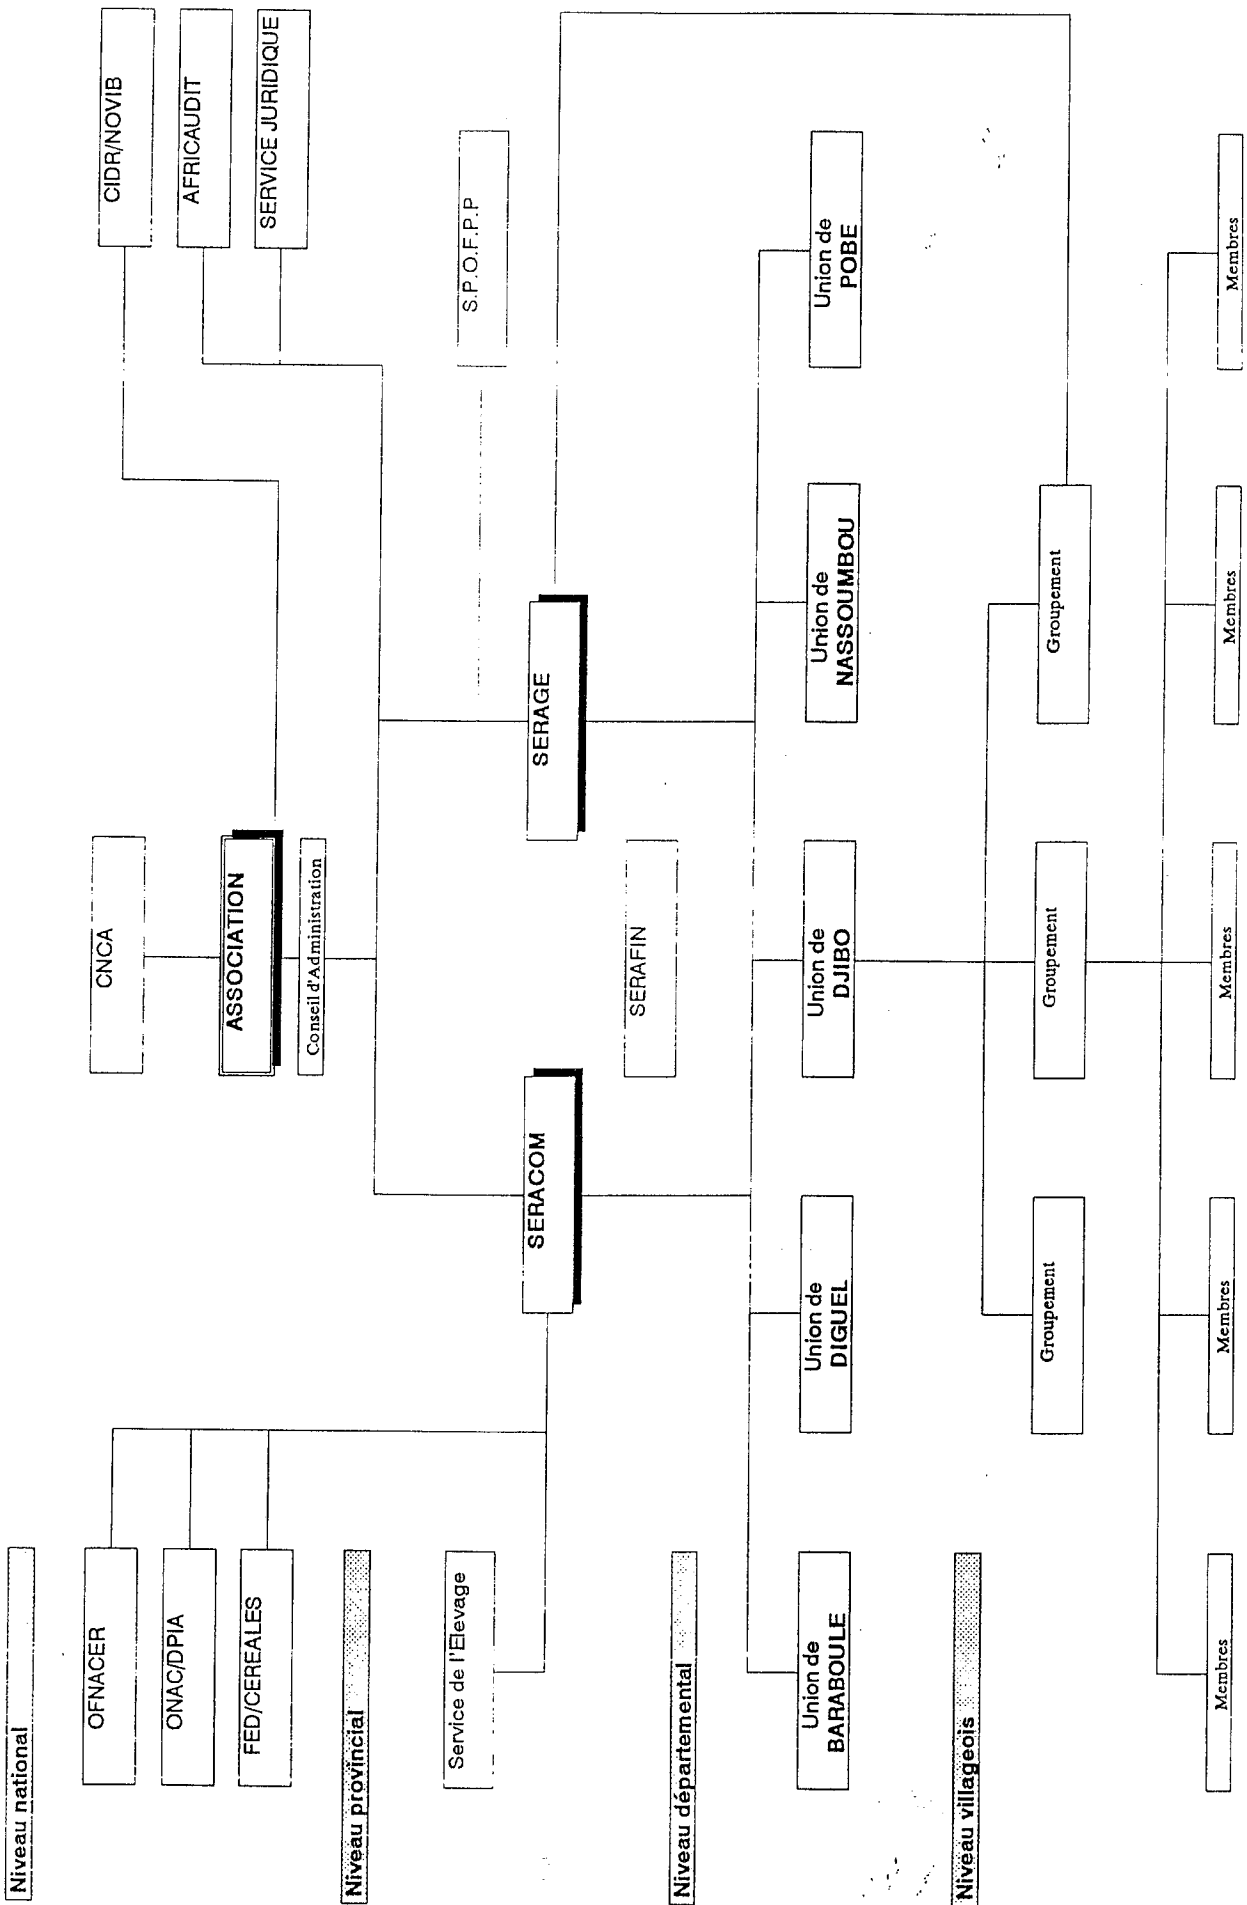 Niveau national
OFNACER
ONAC/DPIA
FED/CEREALES
CNCA
ASSOCIATION
Conseil d'Administration
CIDR/NOVIB
AFRICAUDIT
SERVICE JURIDIQUE
Niveau provincial
Service de l'Elevage
SERACOM
SERAGE
S.P.O.F.P.P
SERAFIN
Niveau départemental
Union de
BARABOULE
Union de
DIGUEL
Union de
DJIBO
Union de
NASSOUMBOU
Union de
POBE
Niveau villageois
Groupement
Groupement
Groupement
Membres
Membres
Membres
Membres
Membres